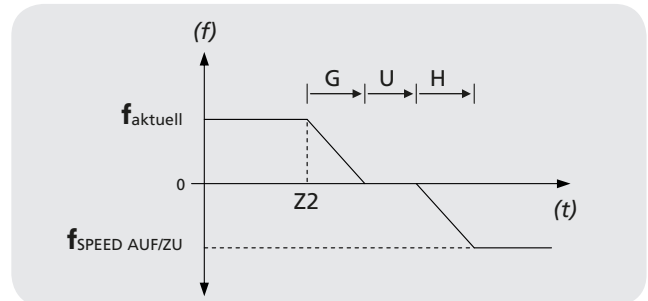 (f)
G U H
faktuell
0
Z2
(t)
fSPEED AUF/ZU